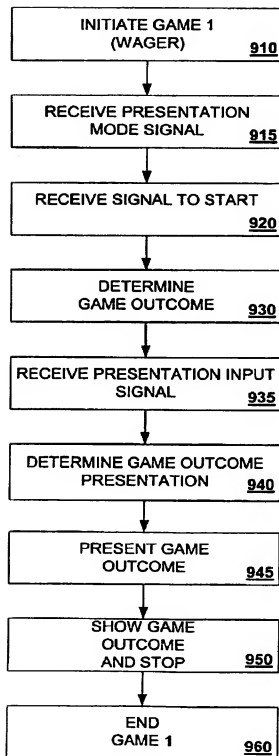 INITIATE GAME 1
(WAGER)
910
RECEIVE PRESENTATION
MODE SIGNAL
915
RECEIVE SIGNAL TO START
920
DETERMINE
GAME OUTCOME
930
RECEIVE PRESENTATION INPUT
SIGNAL
935
DETERMINE GAME OUTCOME
PRESENTATION
940
PRESENT GAME
OUTCOME
945
SHOW GAME
OUTCOME
AND STOP
950
END
GAME 1
960